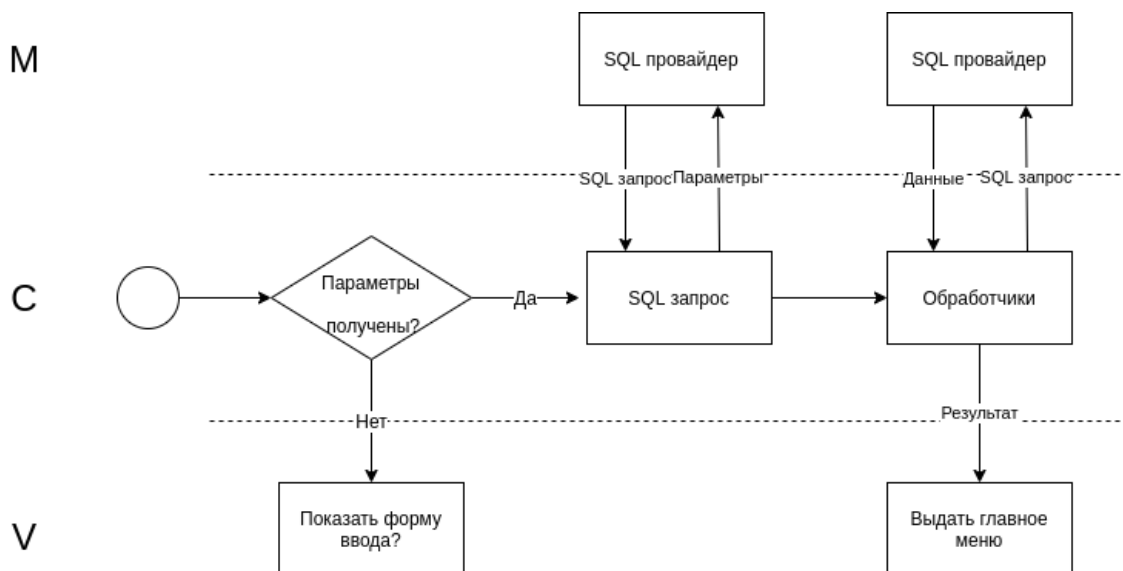 M
SQL провайдер
SQL провайдер
SQL запрос
Параметры
Данные
SQL запрос
C
Параметры
получены?
Да
SQL запрос
Обработчики
Нет
Результат
V
Показать форму
ввода?
Выдать главное
меню